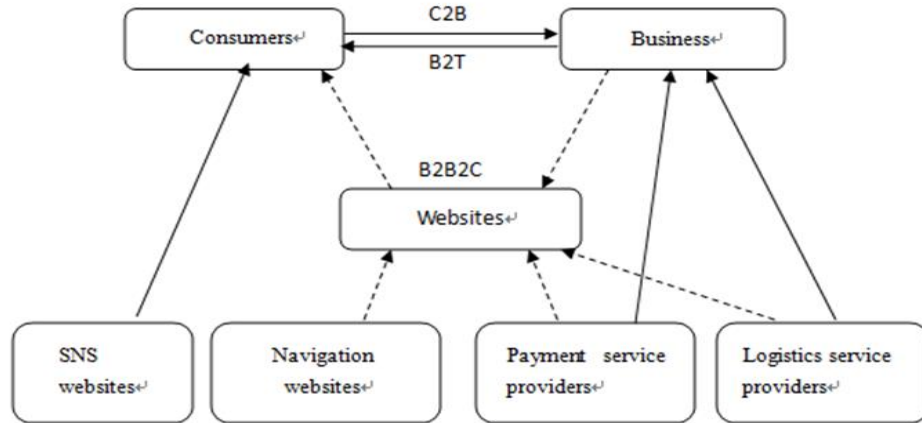 C2B
Consumers
Business
B2T
B2B2C
Websites
SNS
websites
Navigation
websites
Payment service
providers
Logistics service
providers